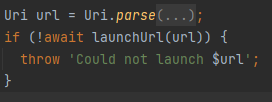 Uri url = Uri.parse(...);
if (!await launchUrl(url)) {
  throw 'Could not launch $url';
}